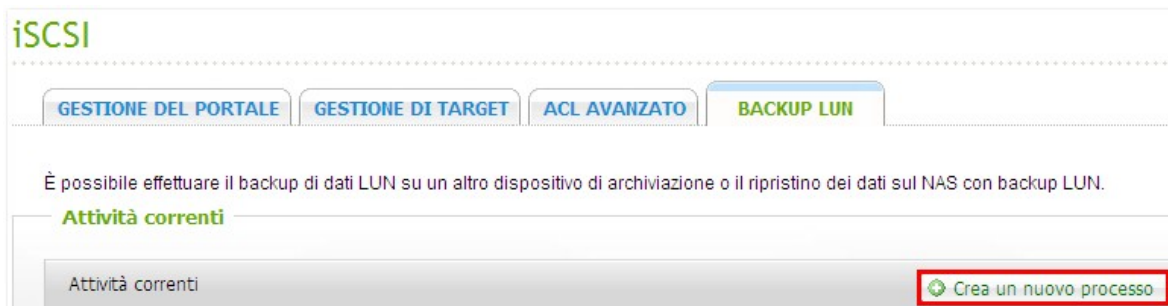 iSCSI
GESTIONE DEL PORTALE GESTIONE DI TARGET ACL AVANZATO BACKUP LUN
È possibile effettuare il backup di dati LUN su un altro dispositivo di archiviazione o il ripristino dei dati sul NAS con backup LUN.
Attività correnti
Attività correnti Crea un nuovo processo